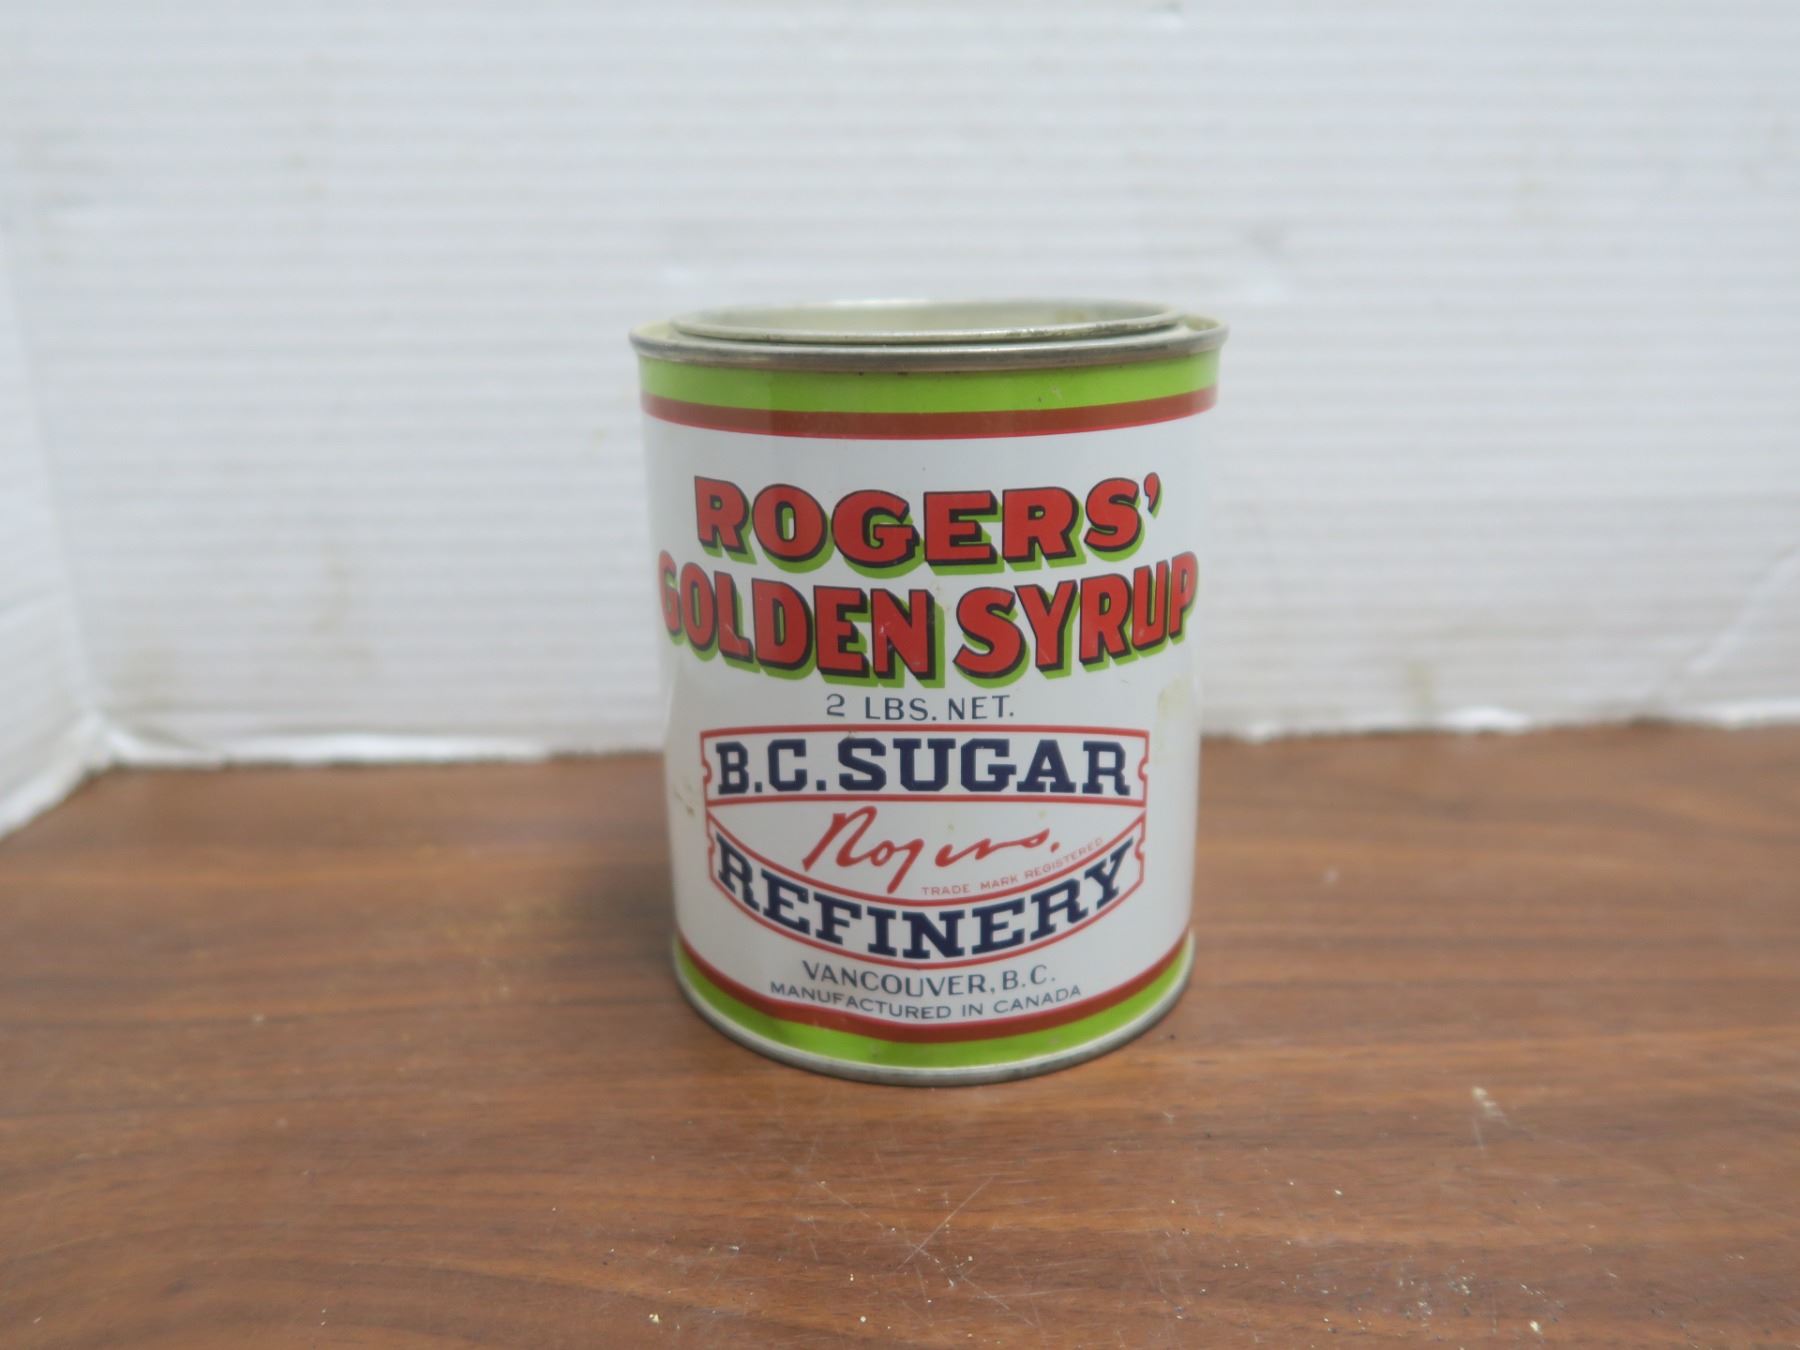 ROGERS'
GOLDEN SYRUP
2 LBS. NET.
B.C. SUGAR
Rogers.
TRADE MARK REGISTERED
REFINERY
VANCOUVER, B.C.
MANUFACTURED IN CANADA